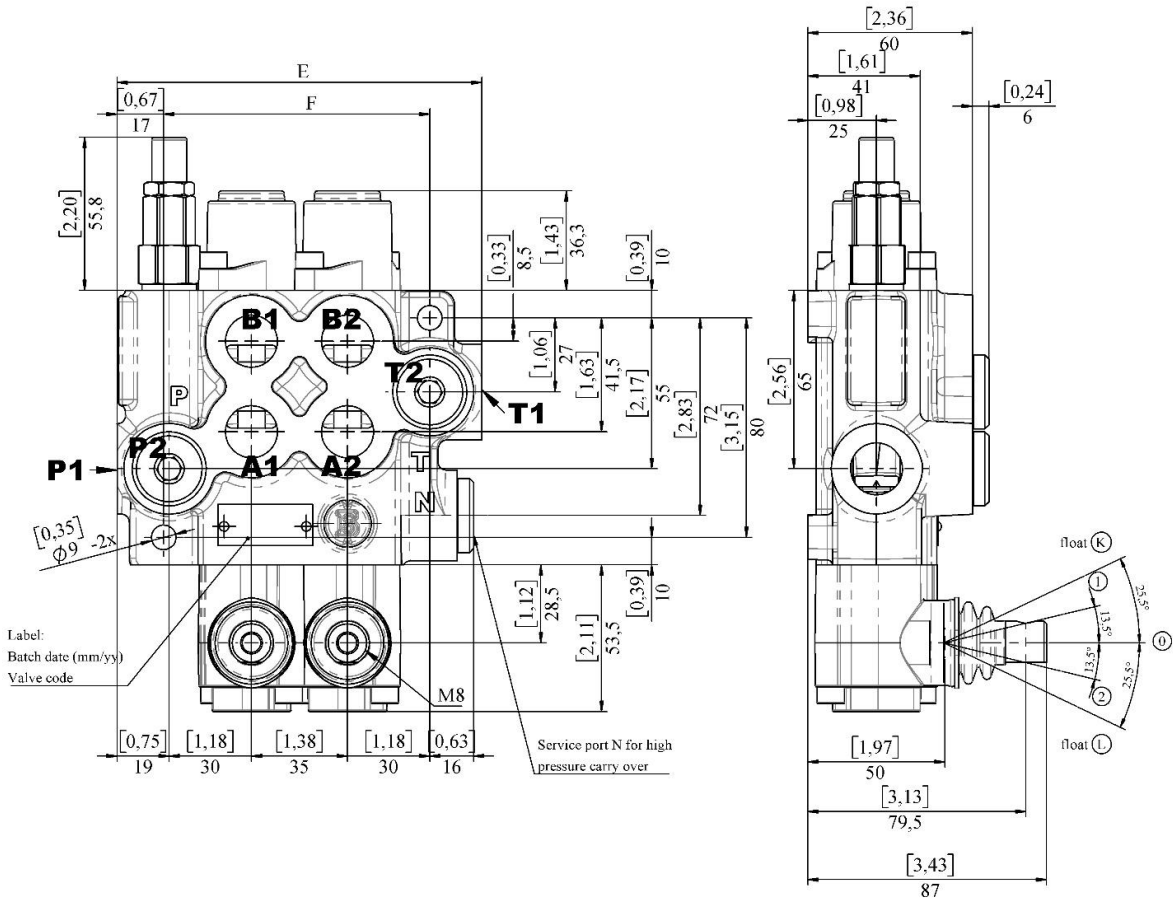 E
F
[0,67]
17
[2,20]
55,8
[1,43]
36,3
[0,33]
8,5
[0,39]
10
[1,06]
27
[1,63]
41,5
[2,17]
55
[2,83]
72
[3,15]
80
B1
B2
T2
T1
P
P2
P1
A1
A2
T
N
B
[0,35]
Ø9 -2x
[1,12]
28,5
[2,11]
53,5
[0,39]
10
Label:
Batch date (mm/yy)
Valve code
M8
[0,75]
19
[1,18]
30
[1,38]
35
[1,18]
30
[0,63]
16
Service port N for high
pressure carry over
[2,36]
60
[1,61]
41
[0,98]
25
[0,24]
6
[2,56]
65
float K
1
25,5°
13,5°
0
13,5°
25,5°
2
float L
[1,97]
50
[3,13]
79,5
[3,43]
87